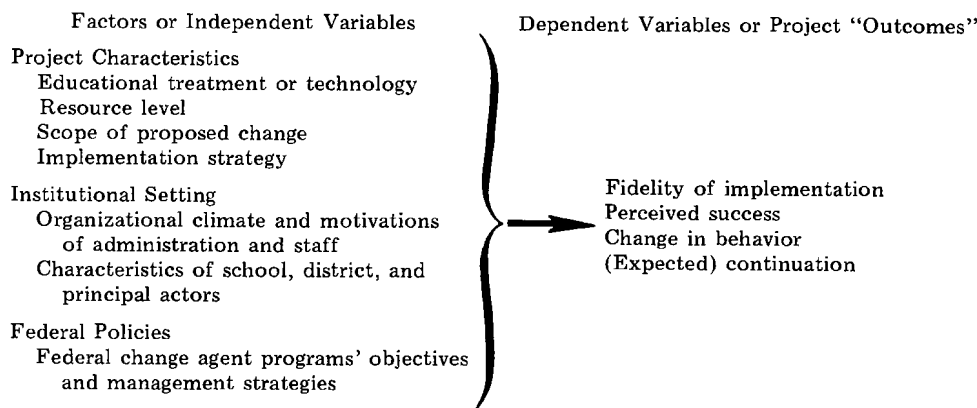 Factors or Independent Variables
Project Characteristics
Educational treatment or technology
Resource level
Scope of proposed change
Implementation strategy
Institutional Setting
Organizational climate and motivations
of administration and staff
Characteristics of school, district, and
principal actors
Federal Policies
Federal change agent programs' objectives
and management strategies
Dependent Variables or Project "Outcomes"
Fidelity of implementation
Perceived success
Change in behavior
(Expected) continuation